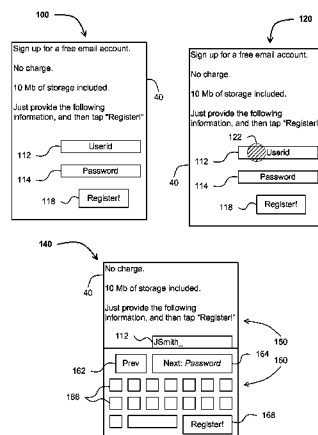 100
Sign up for a free email account.
No charge.
10 Mb of storage included.
Just provide the following
information, and then tap "Register!"
40
112
Userid
114
Password
118
Register!
120
Sign up for a free email account.
No charge.
10 Mb of storage included.
Just provide the following
information, and then tap "Register!
122
112
Userid
40
114
Password
118
Register!
140
No charge.
40
10 Mb of storage included.
Just provide the following
information, and then tap "Register!"
112
JSmith_
150
162
Prev
Next: Password
164
160
168
Register!
166